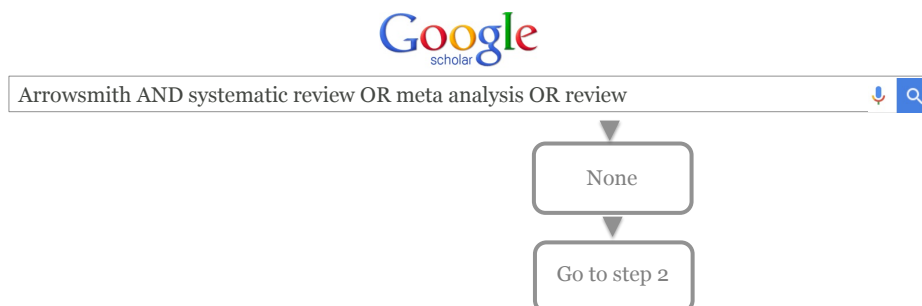 Google
scholar
Arrowsmith AND systematic review OR meta analysis OR review
None
Go to step 2